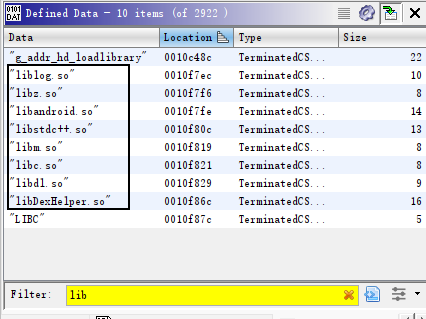 Defined Data - 10 items (of 2922 )
Data Location Type Size
"g_addr_hd_loadlibrary" 0010c48c TerminatedCS... 22
"liblog.so" 0010f7ec TerminatedCS... 10
"libz.so" 0010f7f6 TerminatedCS... 8
"libandroid.so" 0010f7fe TerminatedCS... 14
"libstdc++.so" 0010f80c TerminatedCS... 13
"libm.so" 0010f819 TerminatedCS... 8
"libc.so" 0010f821 TerminatedCS... 8
"libdl.so" 0010f829 TerminatedCS... 9
"libDexHelper.so" 0010f86c TerminatedCS... 16
"LIBC" 0010f87c TerminatedCS... 5
Filter: lib